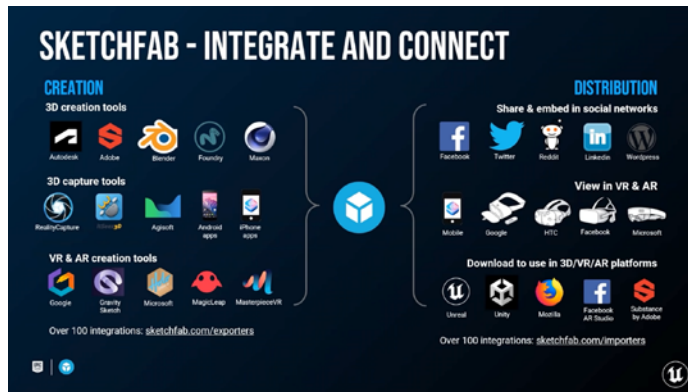 SKETCHFAB - INTEGRATE AND CONNECT
CREATION
3D creation tools
Autodesk Adobe Blender Foundry Maxon
3D capture tools
RealityCapture Agisoft Android apps iPhone apps
VR & AR creation tools
Google Gravity Sketch Microsoft MagicLeap MasterpieceVR
Over 100 integrations: sketchfab.com/exporters
DISTRIBUTION
Share & embed in social networks
Facebook Twitter Reddit Linkedin Wordpress
View in VR & AR
Mobile Google HTC Facebook Microsoft
Download to use in 3D/VR/AR platforms
Unreal Unity Mozilla Facebook AR Studio Substance by Adobe
Over 100 integrations: sketchfab.com/importers